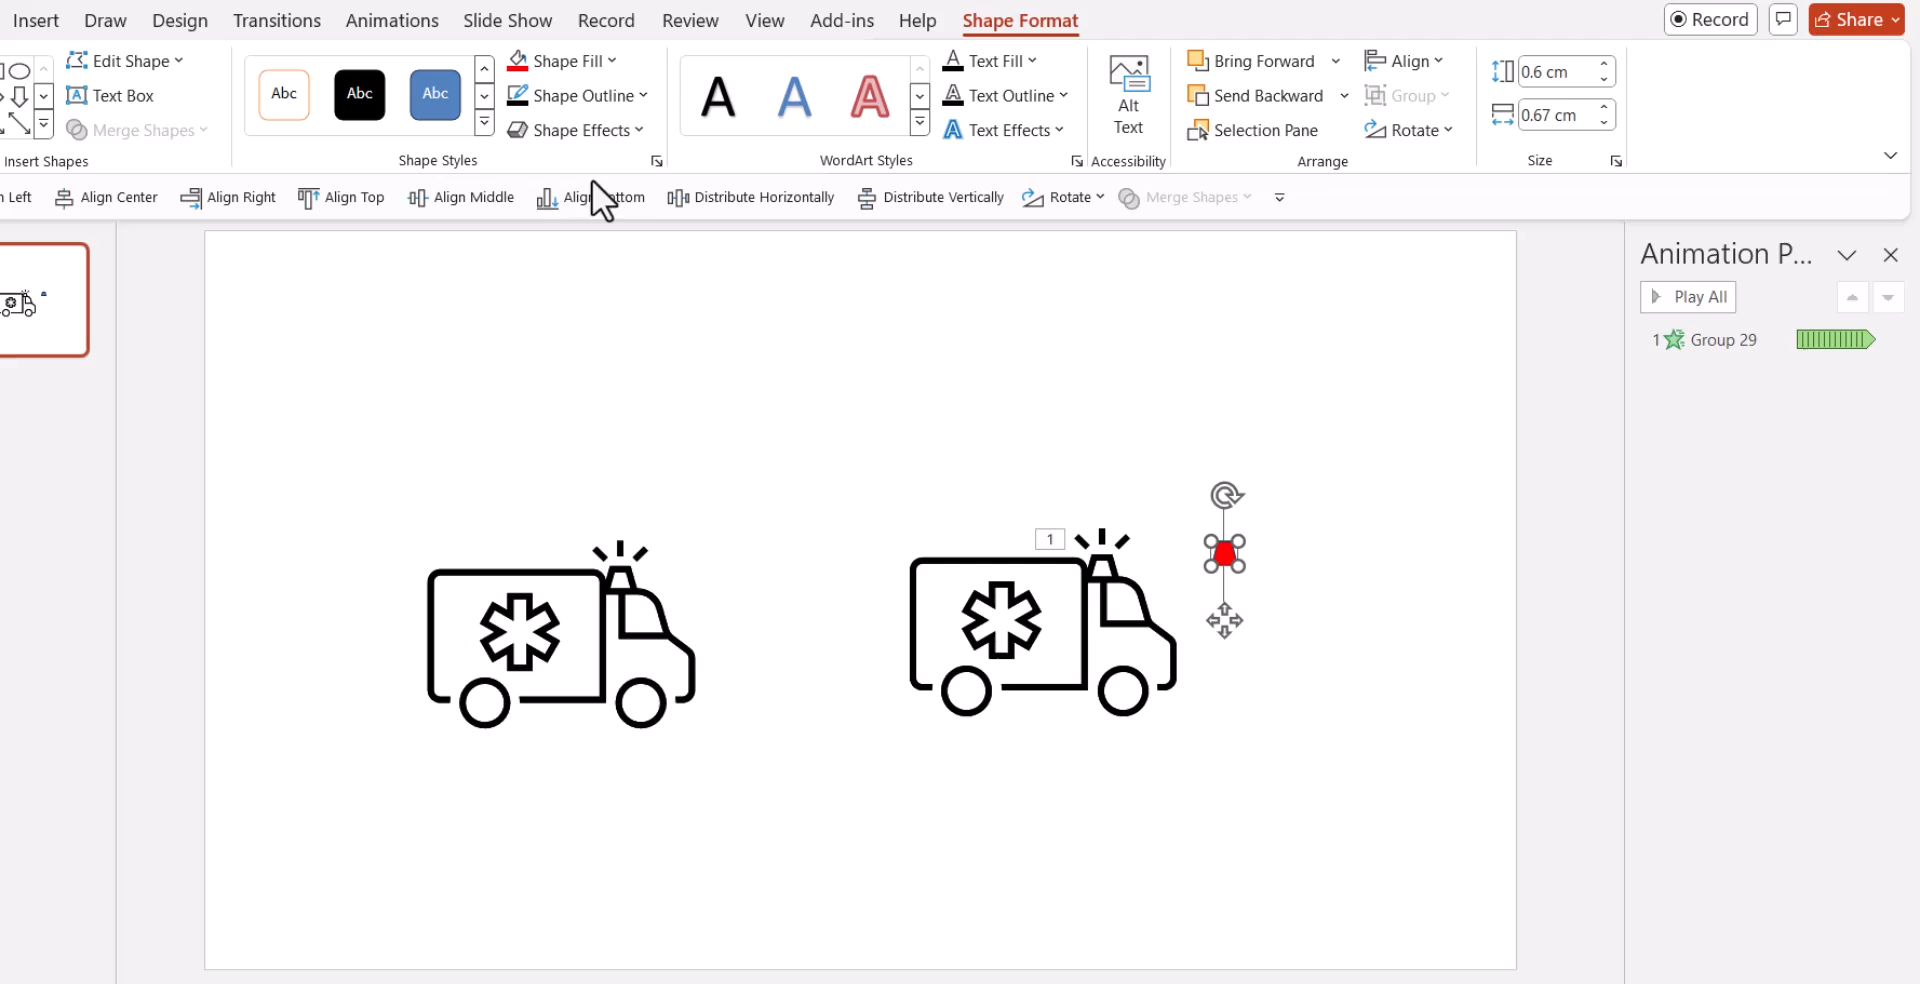 Insert Draw Design Transitions Animations Slide Show Record Review View Add-ins Help Shape Format Record Share
Edit Shape Abc Abc Abc Shape Fill A A A Text Fill Bring Forward Align 0.6 cm
Text Box Shape Outline Text Outline Alt Text Send Backward Group 0.67 cm
Merge Shapes Shape Effects Text Effects Selection Pane Rotate
Insert Shapes Shape Styles WordArt Styles Accessibility Arrange Size
n Left Align Center Align Right Align Top Align Middle Alig ttom Distribute Horizontally Distribute Vertically Rotate Merge Shapes
Animation P...
Play All
1 Group 29
1